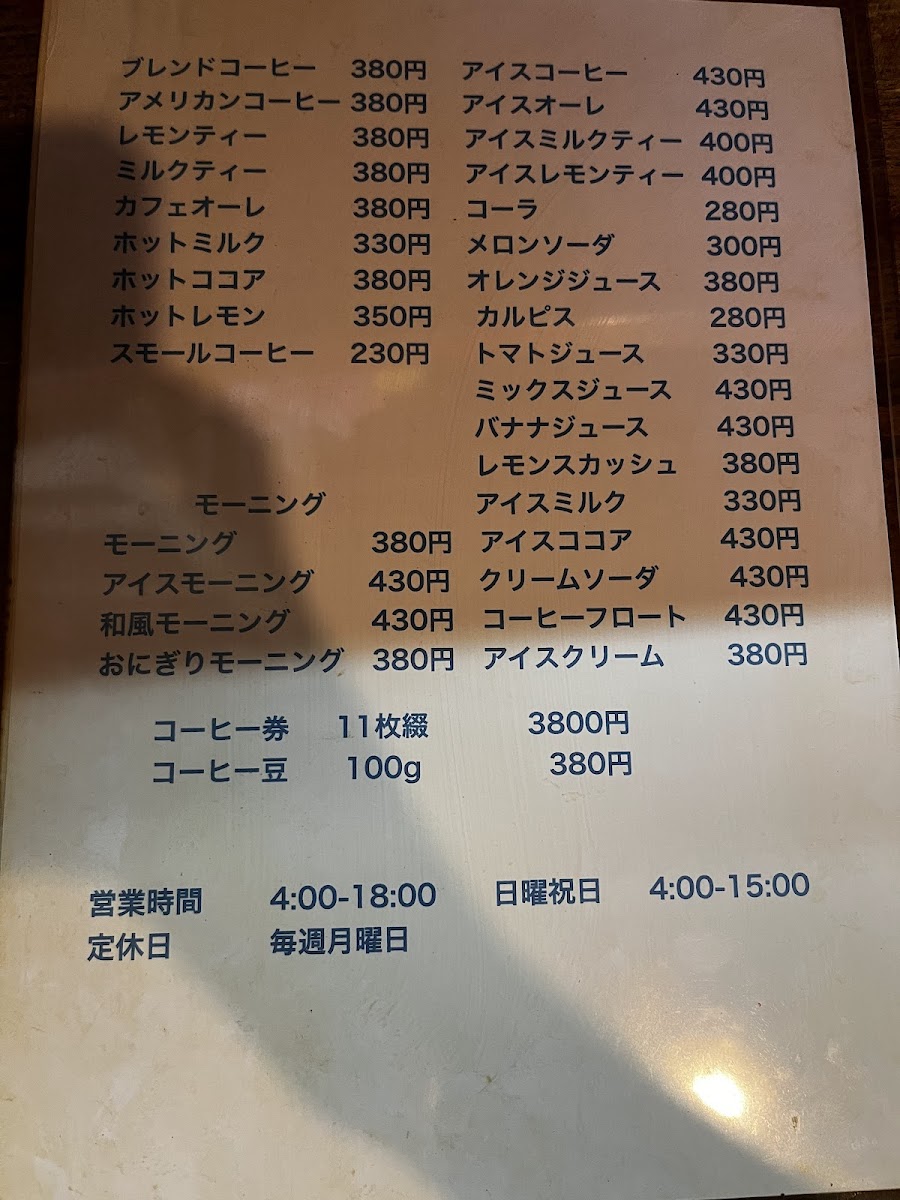 ブレンドコーヒー 380円
アメリカンコーヒー 380円
レモンティー 380円
ミルクティー 380円
カフェオーレ 380円
ホットミルク 330円
ホットココア 380円
ホットレモン 350円
スモールコーヒー 230円
モーニング
モーニング 380円
アイスモーニング 430円
和風モーニング 430円
おにぎりモーニング 380円
アイスコーヒー 430円
アイスオーレ 430円
アイスミルクティー 400円
アイスレモンティー 400円
コーラ 280円
メロンソーダ 300円
オレンジジュース 380円
カルピス 280円
トマトジュース 330円
ミックスジュース 430円
バナナジュース 430円
レモンスカッシュ 380円
アイスミルク 330円
アイスココア 430円
クリームソーダ 430円
コーヒーフロート 430円
アイスクリーム 380円
コーヒー券 11枚綴 3800円
コーヒー豆 100g 380円
営業時間 4:00-18:00 日曜祝日 4:00-15:00
定休日 毎週月曜日